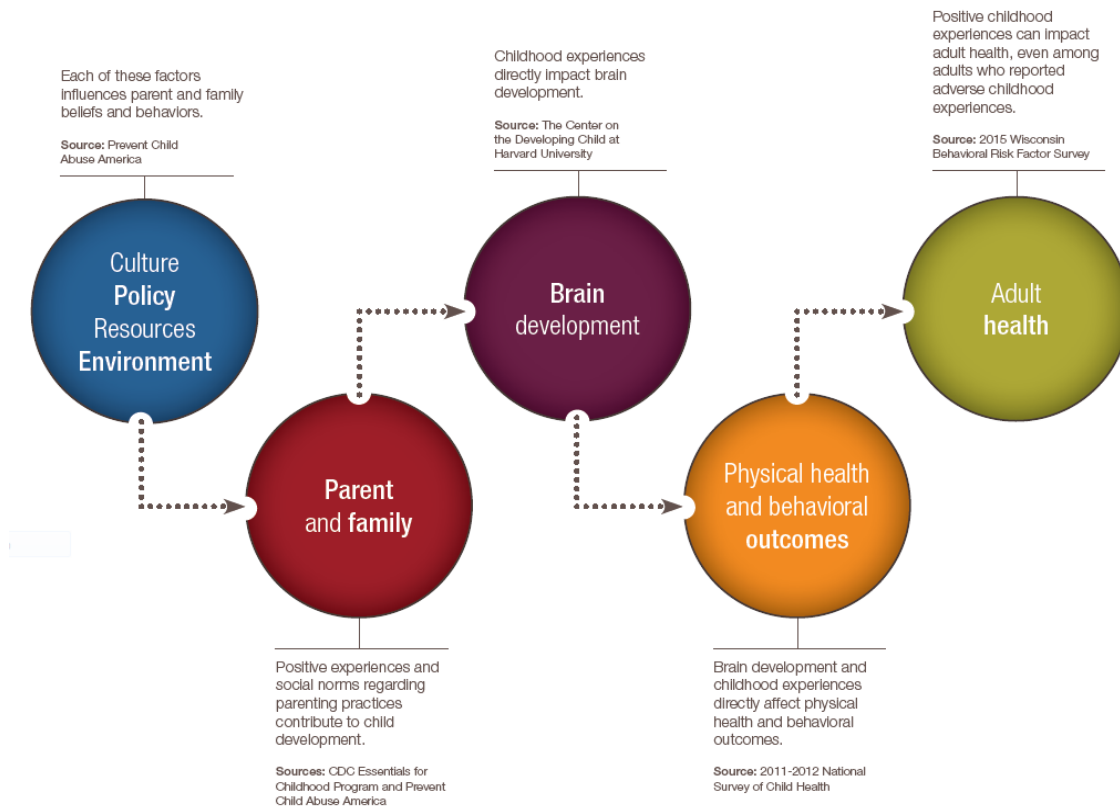 Each of these factors
influences parent and family
beliefs and behaviors.
Source: Prevent Child
Abuse America
Culture
Policy
Resources
Environment
Parent
and family
Positive experiences and
social norms regarding
parenting practices
contribute to child
development.
Sources: CDC Essentials for
Childhood Program and Prevent
Child Abuse America
Childhood experiences
directly impact brain
development.
Source: The Center on
the Developing Child at
Harvard University
Brain
development
Physical health
and behavioral
outcomes
Brain development and
childhood experiences
directly affect physical
health and behavioral
outcomes.
Source: 2011-2012 National
Survey of Child Health
Positive childhood
experiences can impact
adult health, even among
adults who reported
adverse childhood
experiences.
Source: 2015 Wisconsin
Behavioral Risk Factor Survey
Adult
health